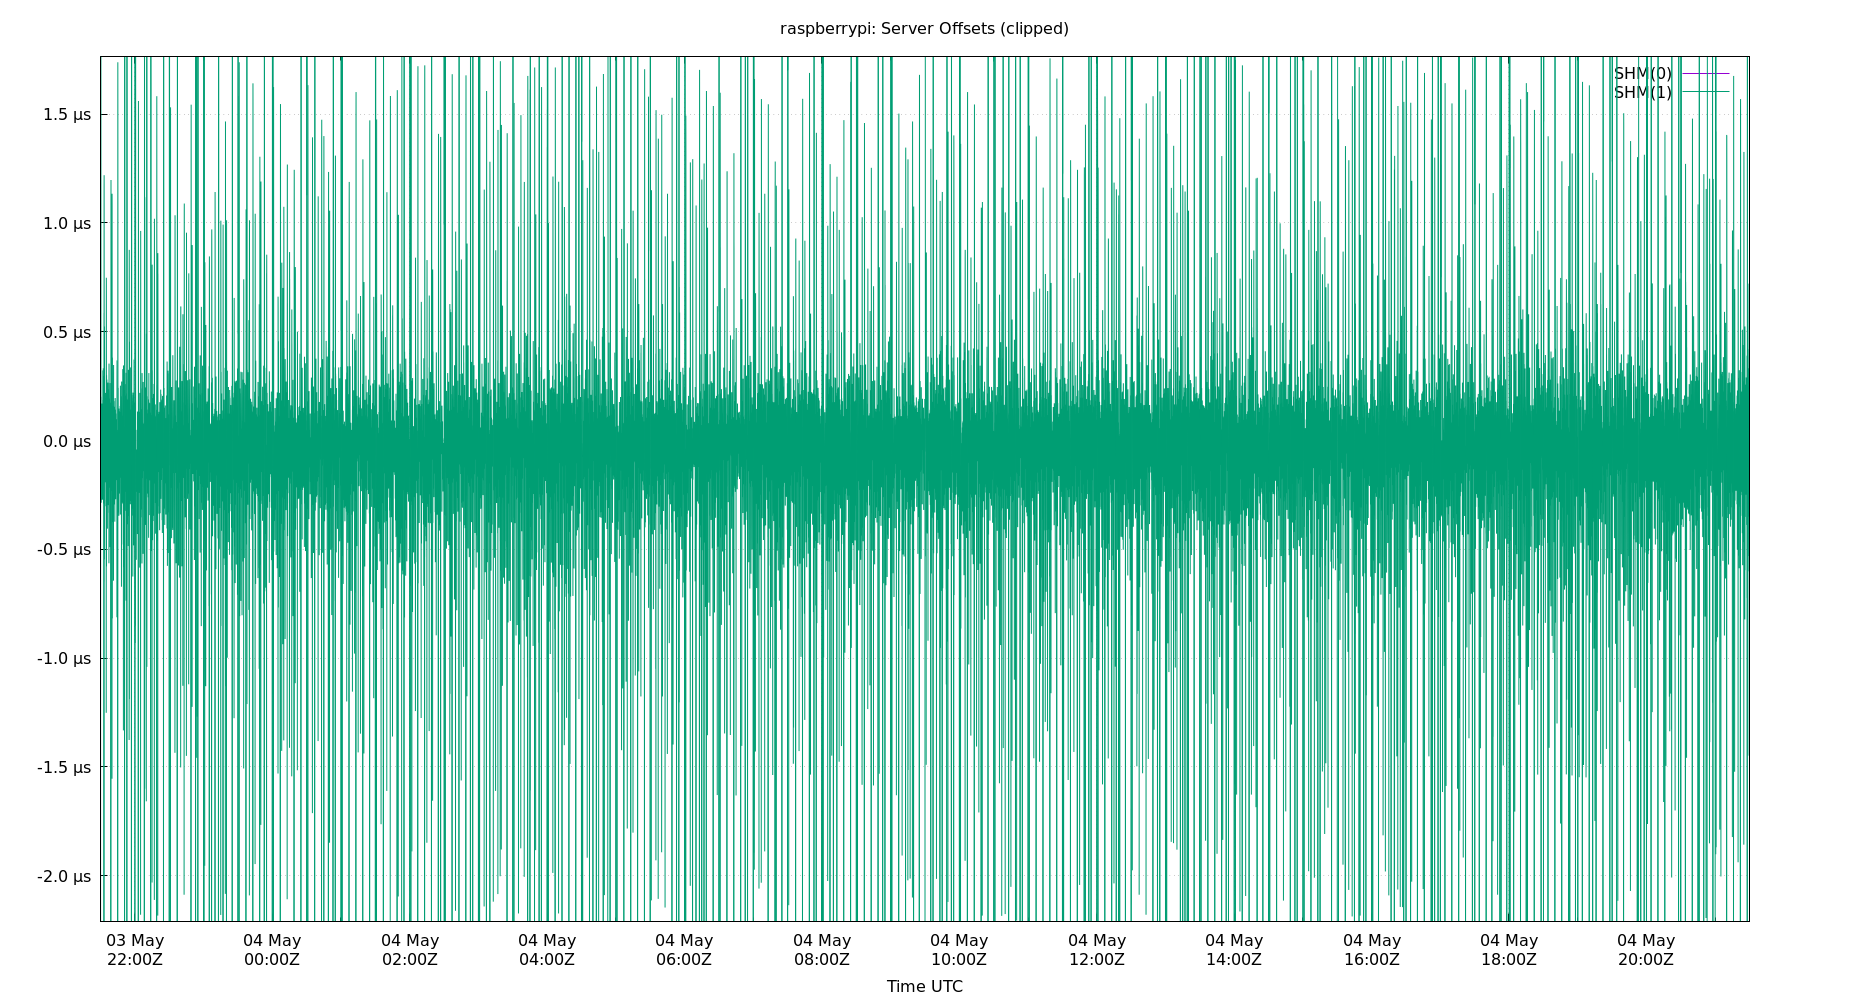 raspberrypi: Server Offsets (clipped)
SHM(0)
SHM(1)
1.5 µs
1.0 µs
0.5 µs
0.0 µs
-0.5 µs
-1.0 µs
-1.5 µs
-2.0 µs
03 May 04 May 04 May 04 May 04 May 04 May 04 May 04 May 04 May 04 May 04 May 04 May
22:00Z 00:00Z 02:00Z 04:00Z 06:00Z 08:00Z 10:00Z 12:00Z 14:00Z 16:00Z 18:00Z 20:00Z
Time UTC